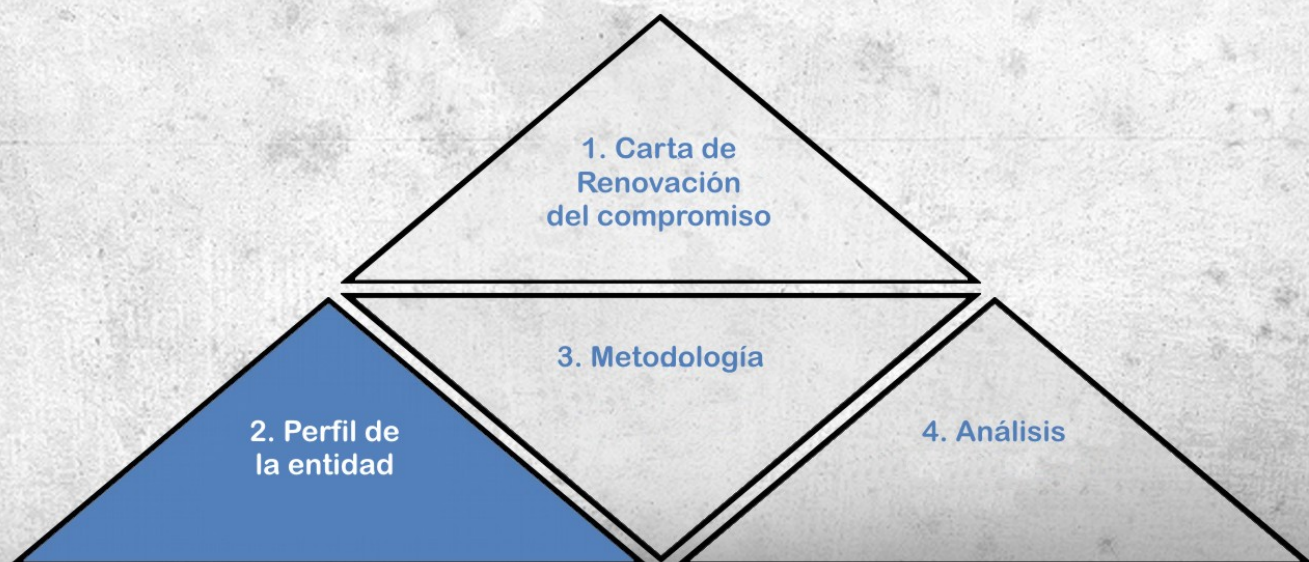 1. Carta de
Renovación
del compromiso
2. Perfil de
la entidad
3. Metodología
4. Análisis